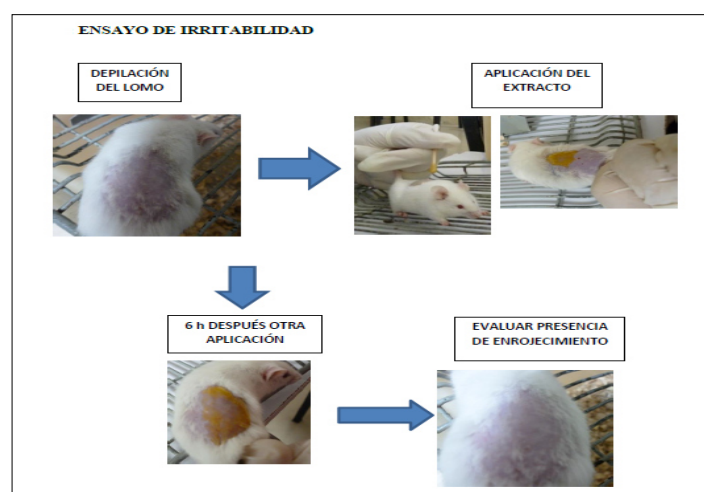 ENSAYO DE IRRITABILIDAD
DEPILACIÓN
DEL LOMO
APLICACIÓN DEL
EXTRACTO
6 h DESPUÉS OTRA
APLICACIÓN
EVALUAR PRESENCIA
DE ENROJECIMIENTO